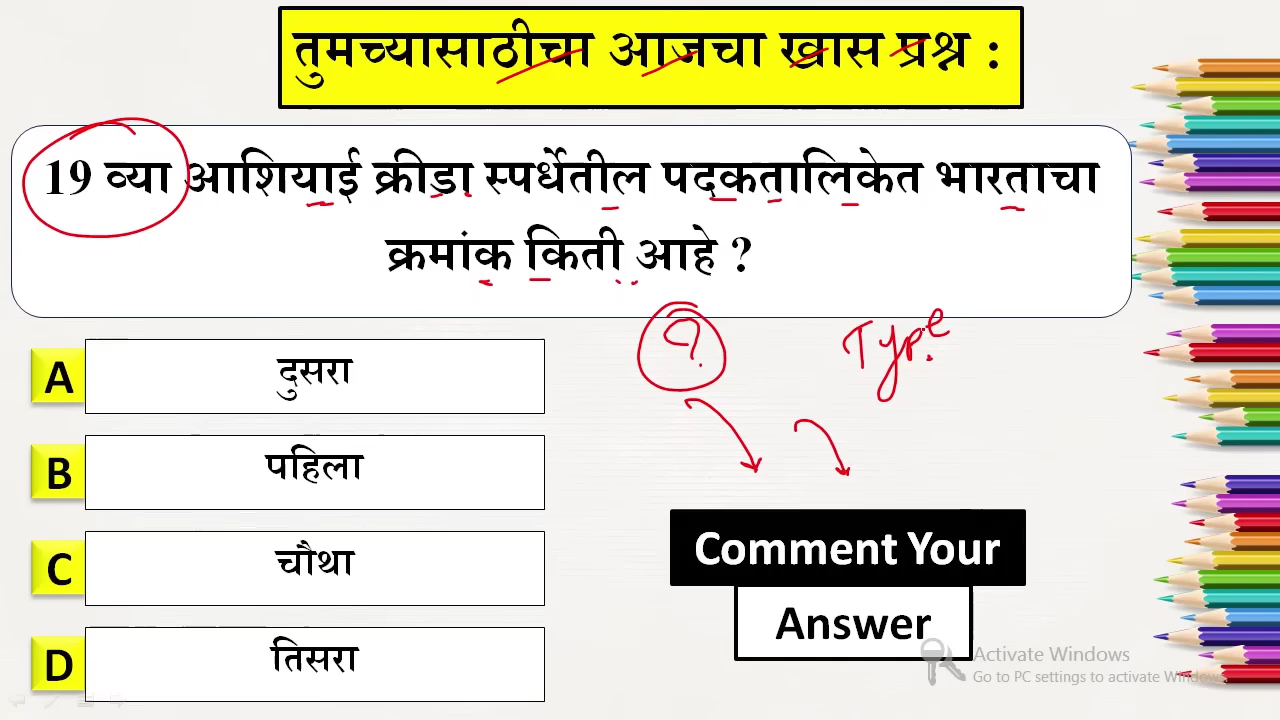 तुमच्यासाठीचा आजचा खास प्रश्न :
19 व्या आशियाई क्रीडा स्पर्धेतील पदकतालिकेत भारताचा
क्रमांक किती आहे ?
? Type
A दुसरा
B पहिला
C चौथा
D तिसरा
Comment Your
Answer
Activate Windows
Go to PC settings to activate Windows.